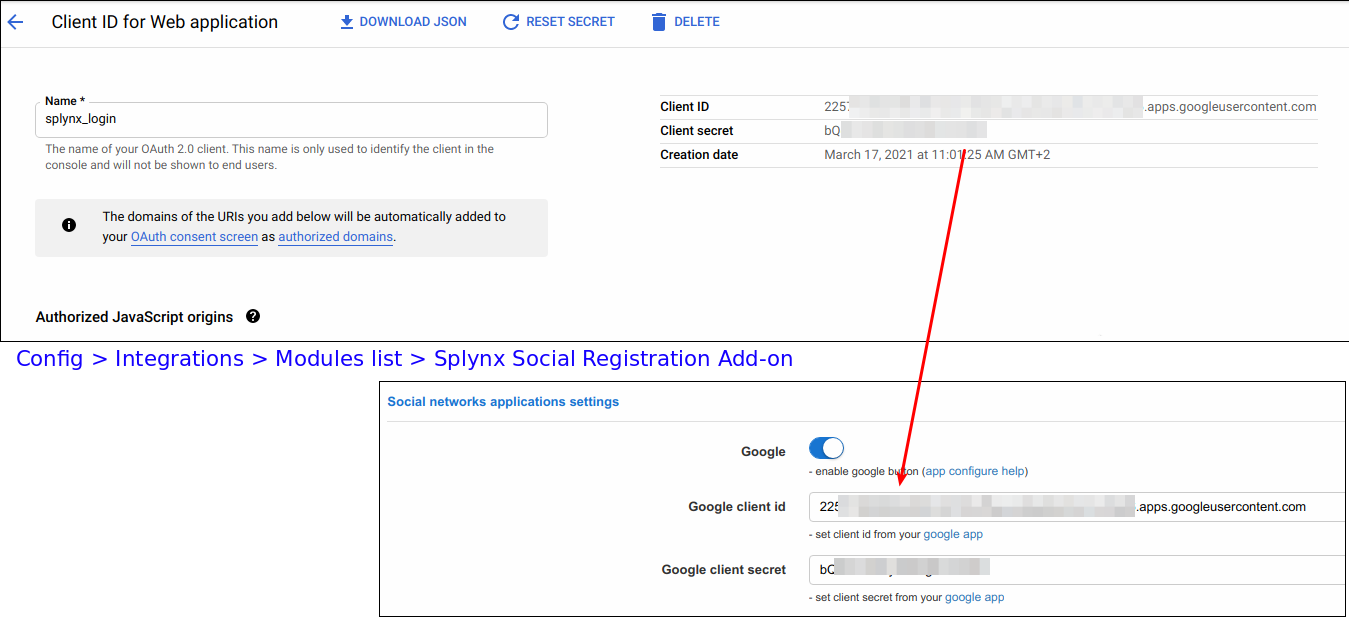 Client ID for Web application
DOWNLOAD JSON
RESET SECRET
DELETE
Name *
splynx_login
The name of your OAuth 2.0 client. This name is only used to identify the client in the
console and will not be shown to end users.
The domains of the URIs you add below will be automatically added to
your OAuth consent screen as authorized domains.
Client ID 2257 .apps.googleusercontent.com
Client secret bQ
Creation date March 17, 2021 at 11:01:25 AM GMT+2
Authorized JavaScript origins
Config > Integrations > Modules list > Splynx Social Registration Add-on
Social networks applications settings
Google
- enable google button (app configure help)
Google client id 225 .apps.googleusercontent.com
- set client id from your google app
Google client secret bQ
- set client secret from your google app